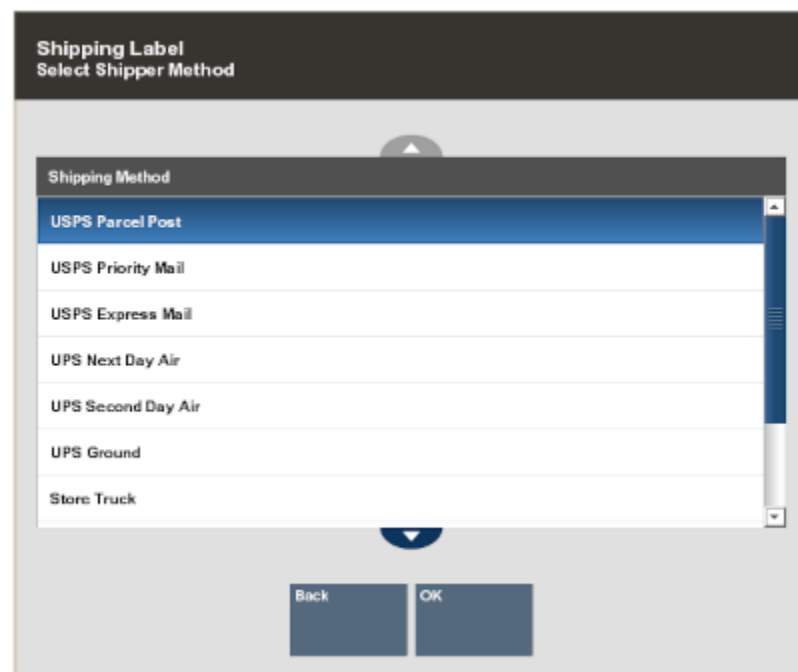 Shipping Label
Select Shipper Method
Shipping Method
USPS Parcel Post
USPS Priority Mail
USPS Express Mail
UPS Next Day Air
UPS Second Day Air
UPS Ground
Store Truck
Back OK